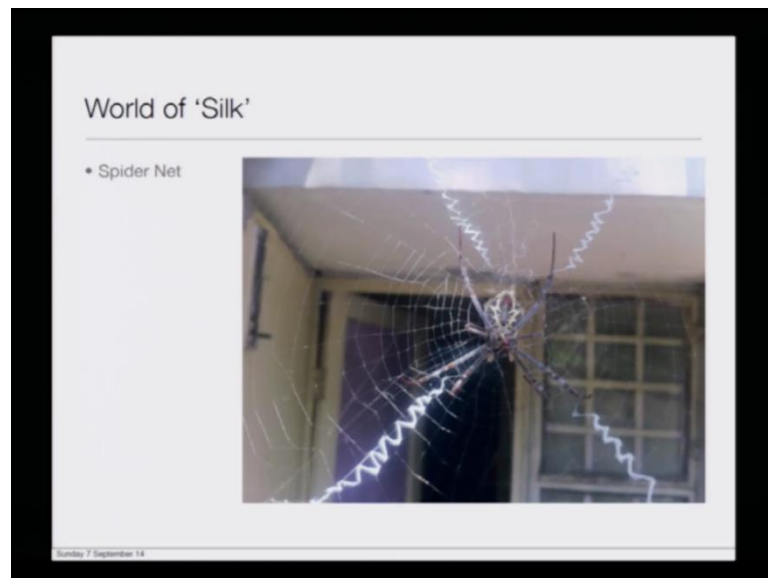 World of ‘Silk’
• Spider Net
Sunday 7 September 14